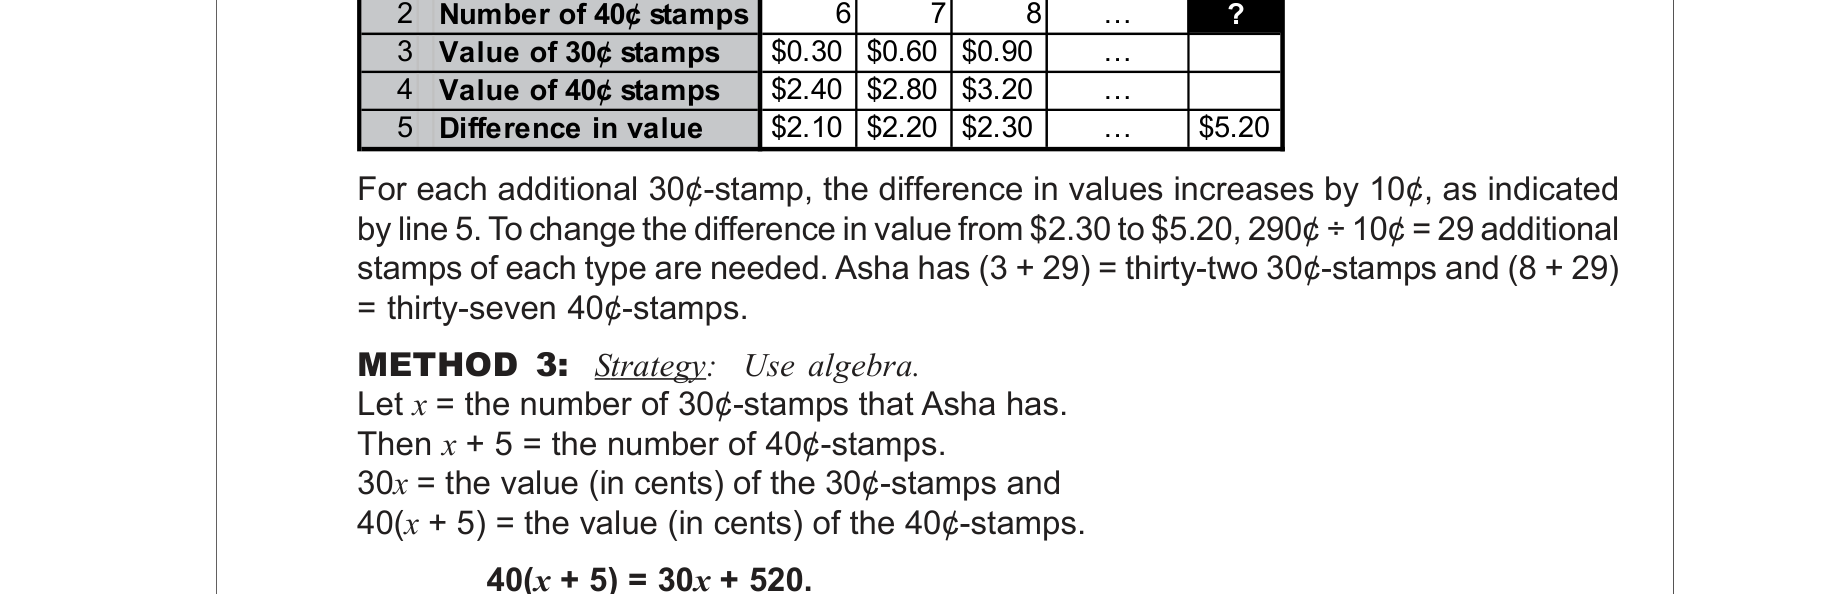 2 Number of 40¢ stamps 6 7 8 … ?
3 Value of 30¢ stamps $0.30 $0.60 $0.90 …
4 Value of 40¢ stamps $2.40 $2.80 $3.20 …
5 Difference in value $2.10 $2.20 $2.30 … $5.20
For each additional 30¢-stamp, the difference in values increases by 10¢, as indicated
by line 5. To change the difference in value from $2.30 to $5.20, 290¢ ÷ 10¢ = 29 additional
stamps of each type are needed. Asha has (3 + 29) = thirty-two 30¢-stamps and (8 + 29)
= thirty-seven 40¢-stamps.
METHOD 3: Strategy: Use algebra.
Let x = the number of 30¢-stamps that Asha has.
Then x + 5 = the number of 40¢-stamps.
30x = the value (in cents) of the 30¢-stamps and
40(x + 5) = the value (in cents) of the 40¢-stamps.
40(x + 5) = 30x + 520.